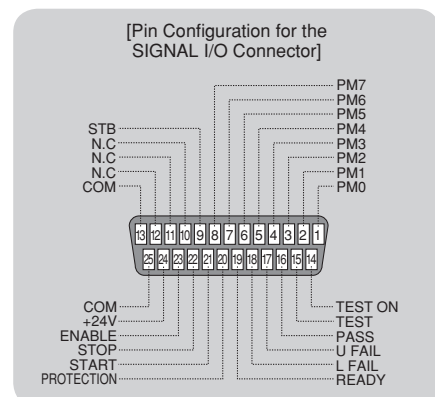 [Pin Configuration for the
SIGNAL I/O Connector]
PM7
PM6
PM5
PM4
PM3
PM2
PM1
PM0
STB
N.C
N.C
N.C
COM
13 12 11 10 9 8 7 6 5 4 3 2 1
25 24 23 22 21 20 19 18 17 16 15 14
COM
+24V
ENABLE
STOP
START
PROTECTION
TEST ON
TEST
PASS
U FAIL
L FAIL
READY